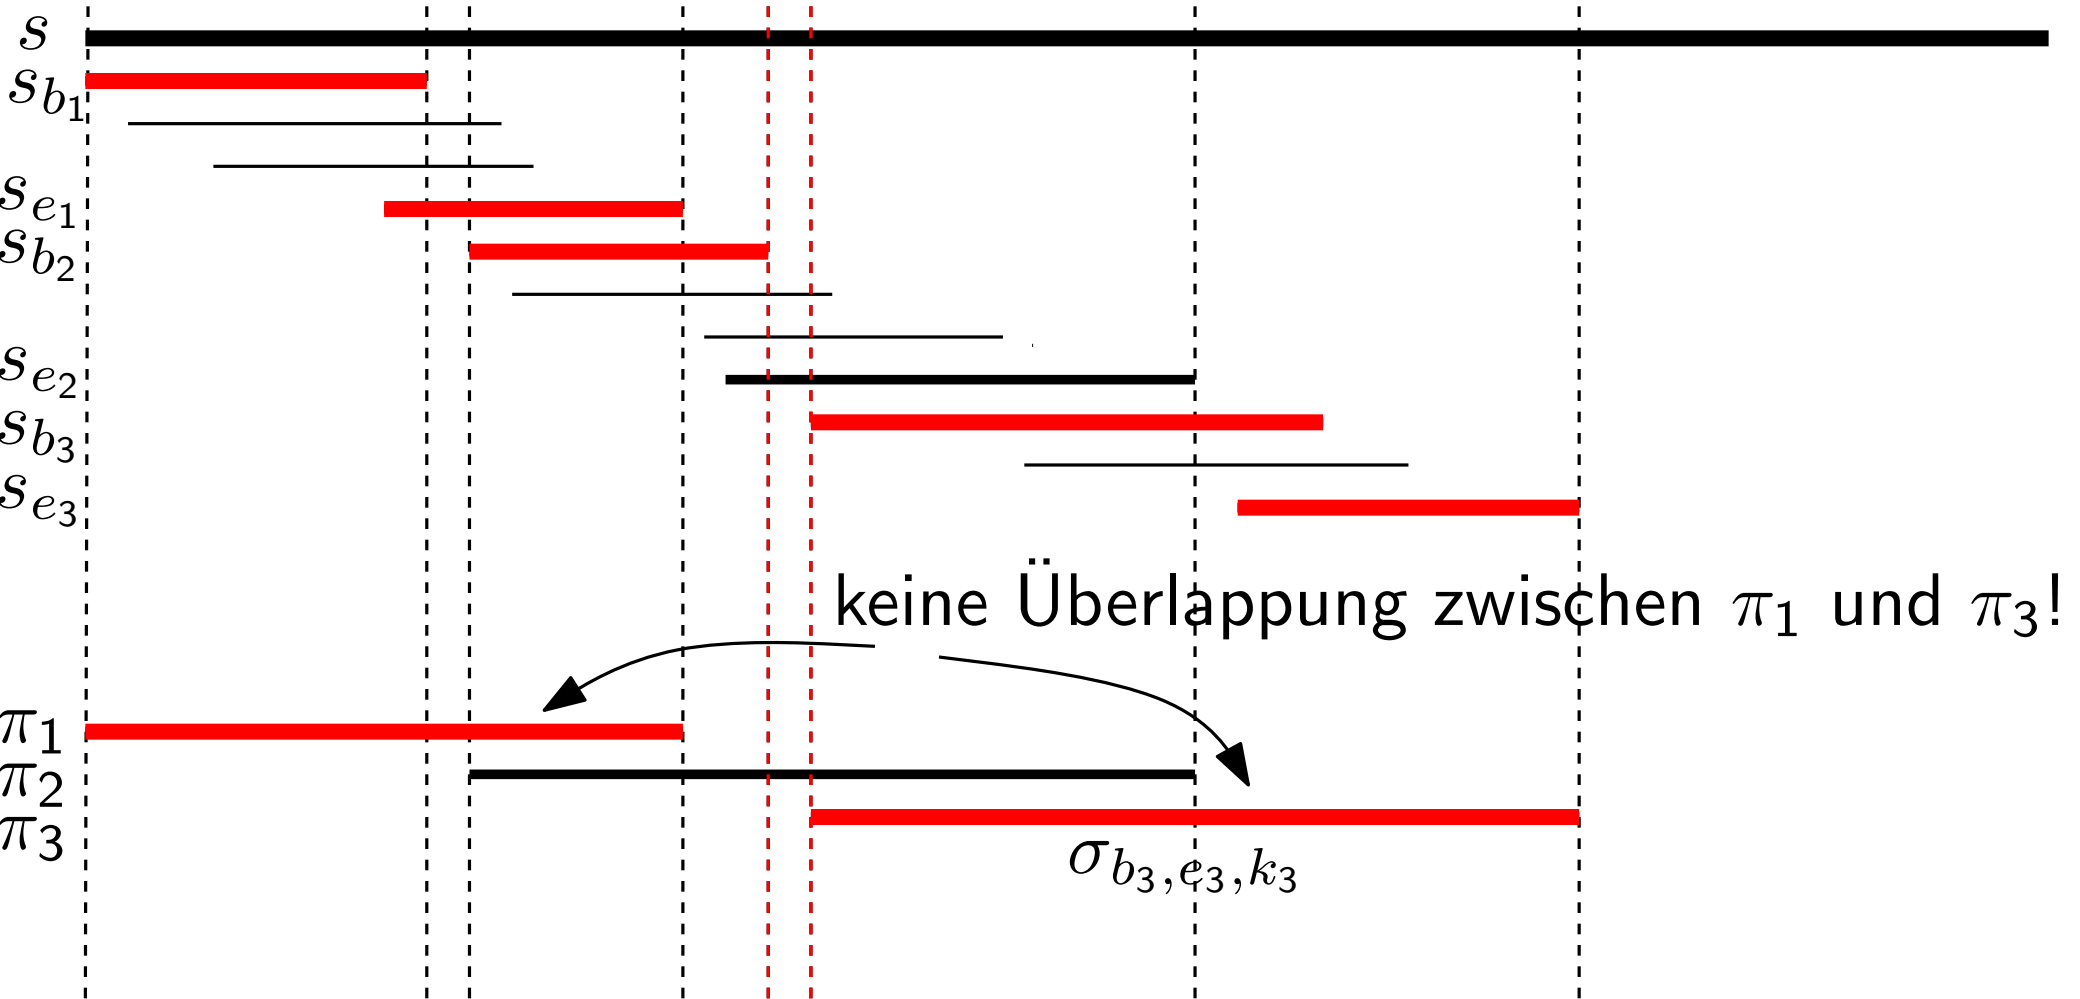 s
s_{b_1}
s_{e_1}
s_{b_2}
s_{e_2}
s_{b_3}
s_{e_3}
keine Überlappung zwischen π_1 und π_3!
π_1
π_2
π_3
σ_{b_3,e_3,k_3}